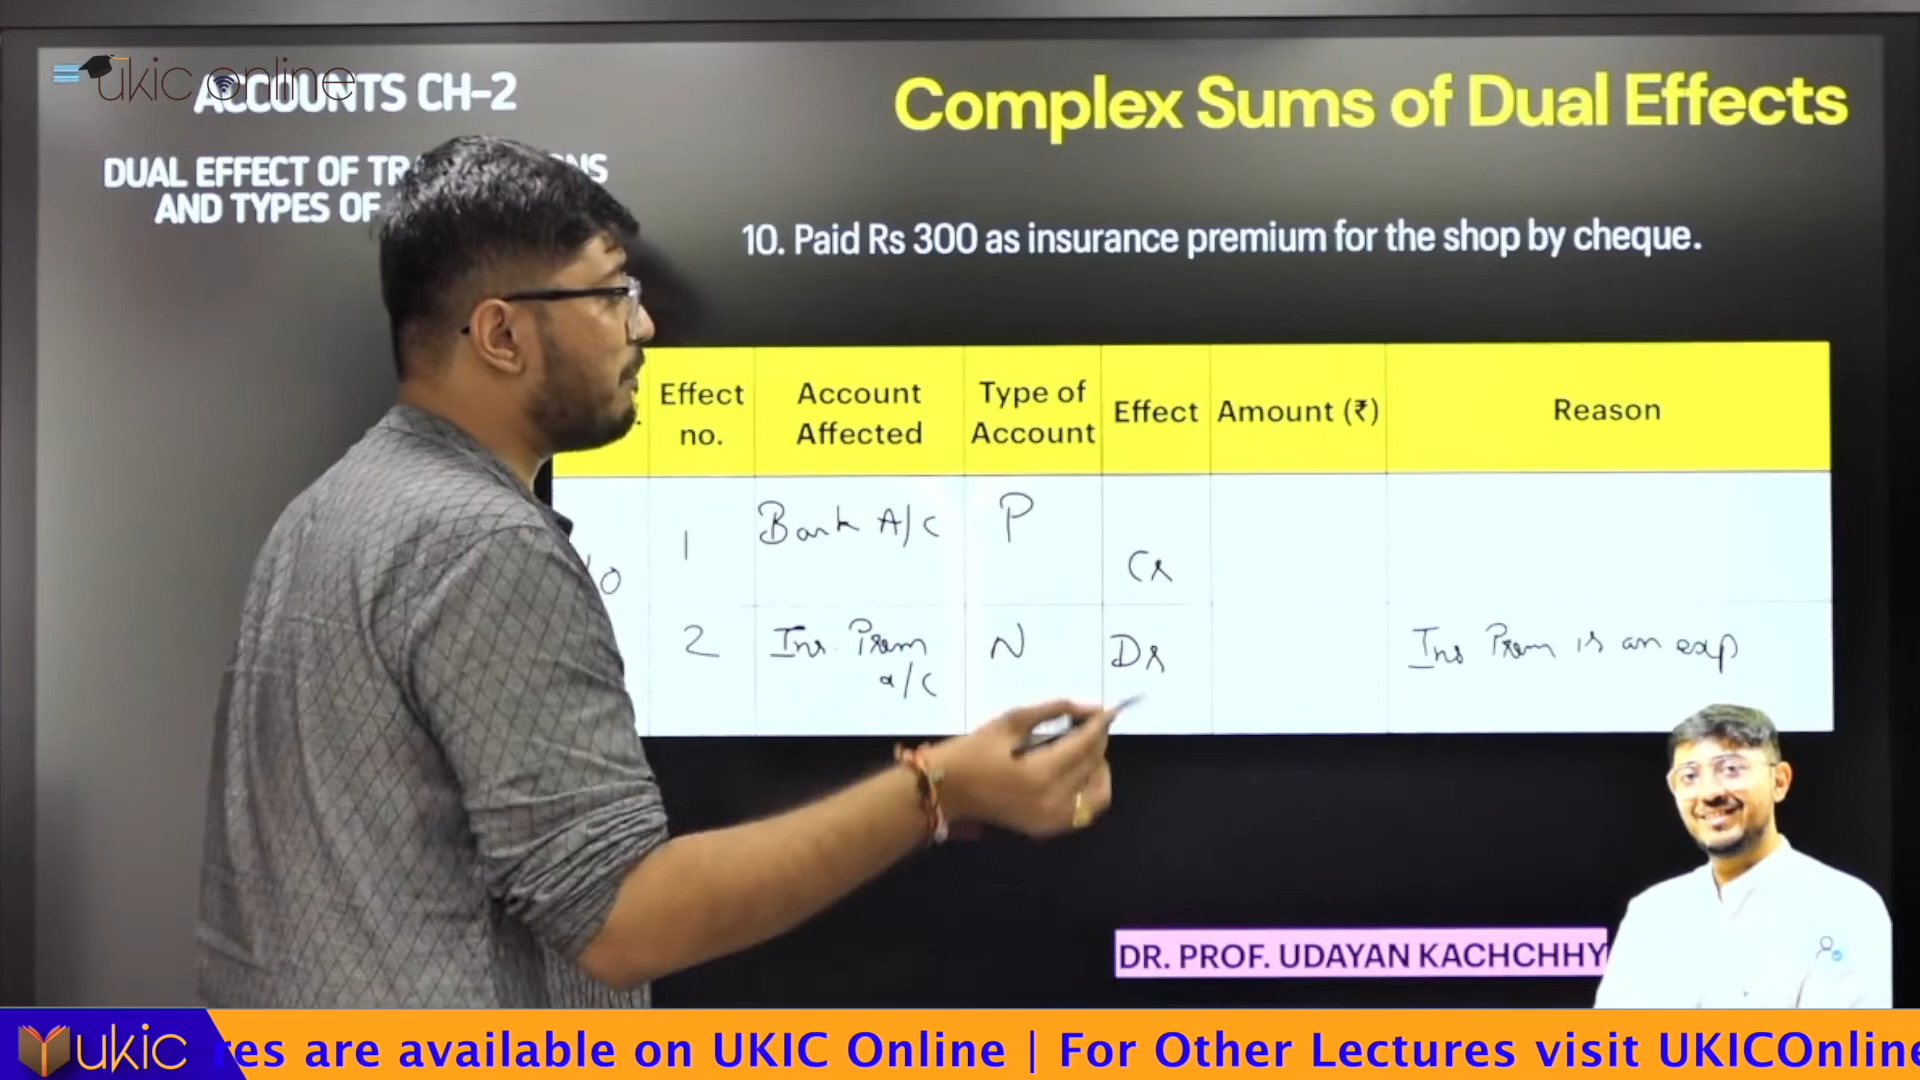 ukic online
ACCOUNTS CH-2
Complex Sums of Dual Effects
DUAL EFFECT OF
AND TYPES OF
10. Paid Rs 300 as insurance premium for the shop by cheque.
Effect no.
Account Affected
Type of Account
Effect
Amount (₹)
Reason
10
1
Bank A/C
P
Cr
2
Ins. Prem a/C
N
Dr
Ins Prem is an exp
DR. PROF. UDAYAN KACHCHHY
ukic
res are available on UKIC Online | For Other Lectures visit UKICOnline